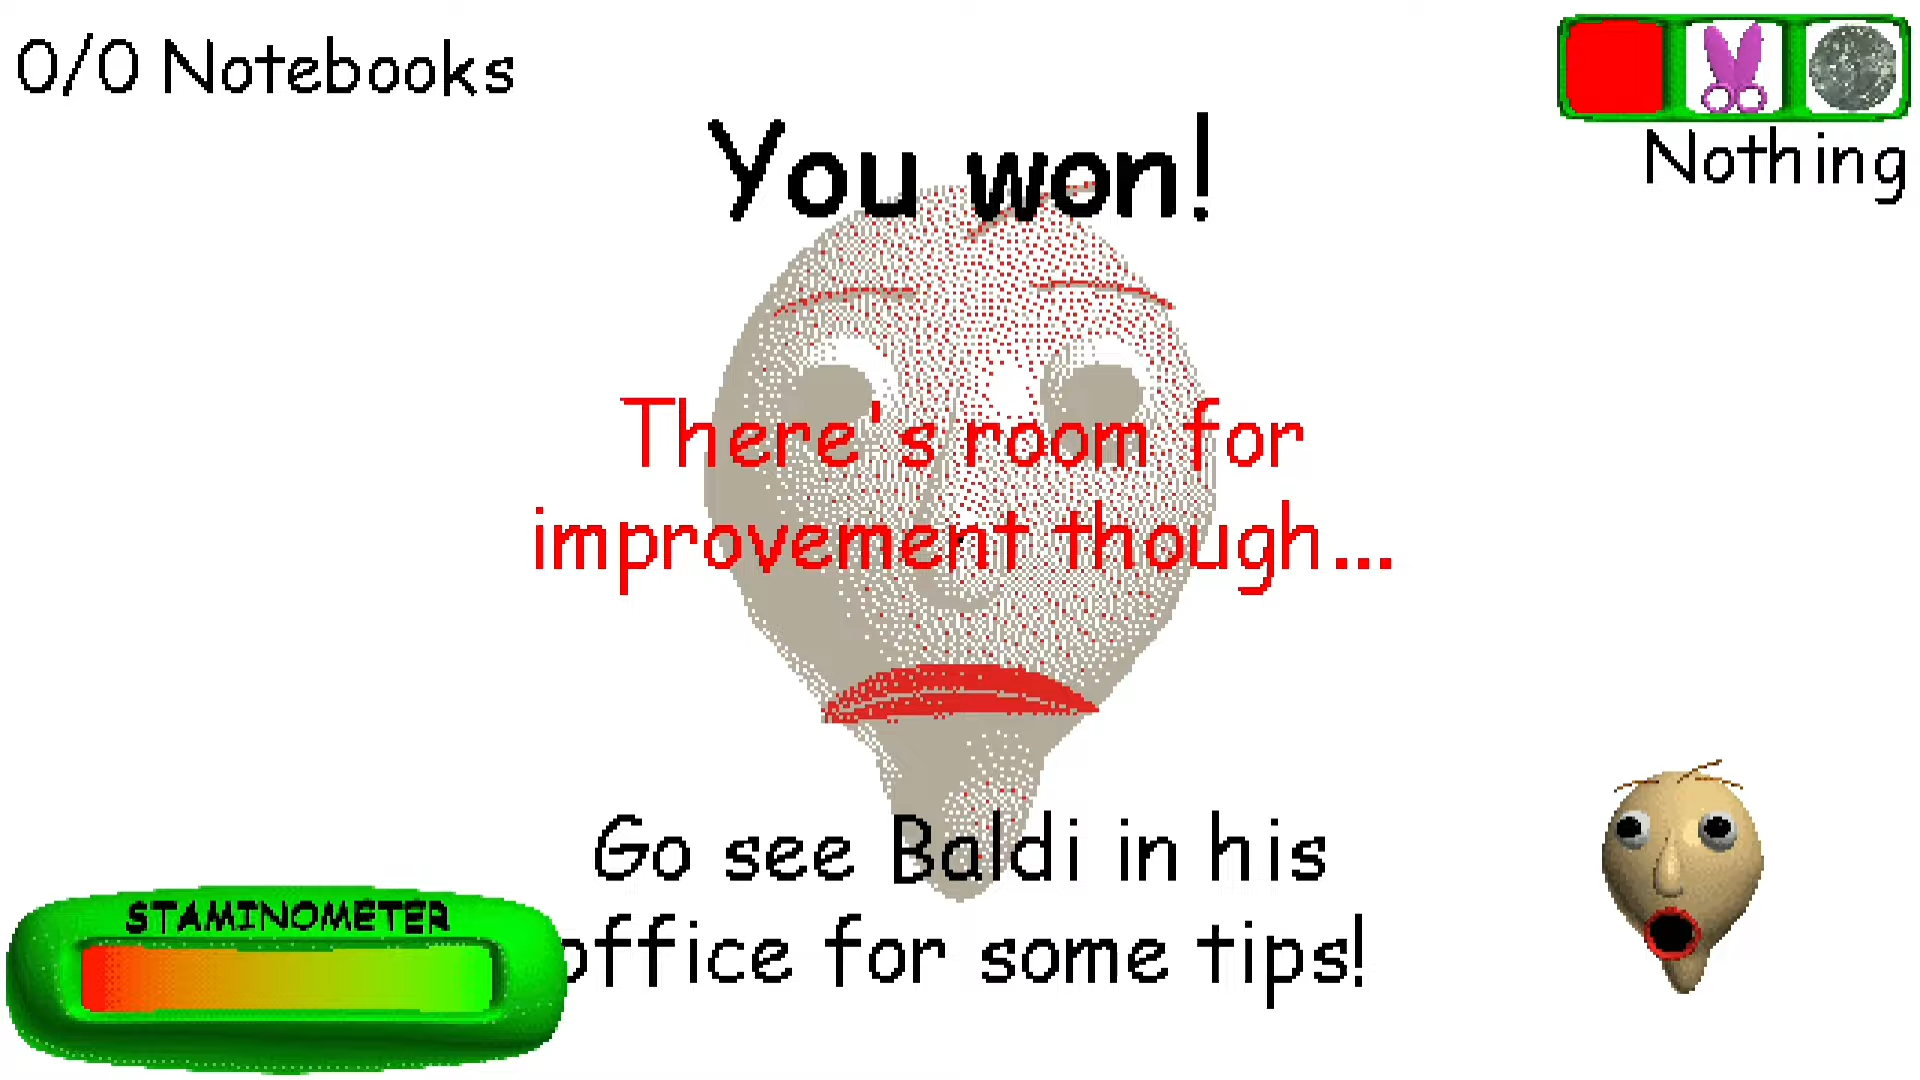 0/0 Notebooks
Nothing
You won!
There's room for
improvement though...
Go see Baldi in his
office for some tips!
STAMINOMETER